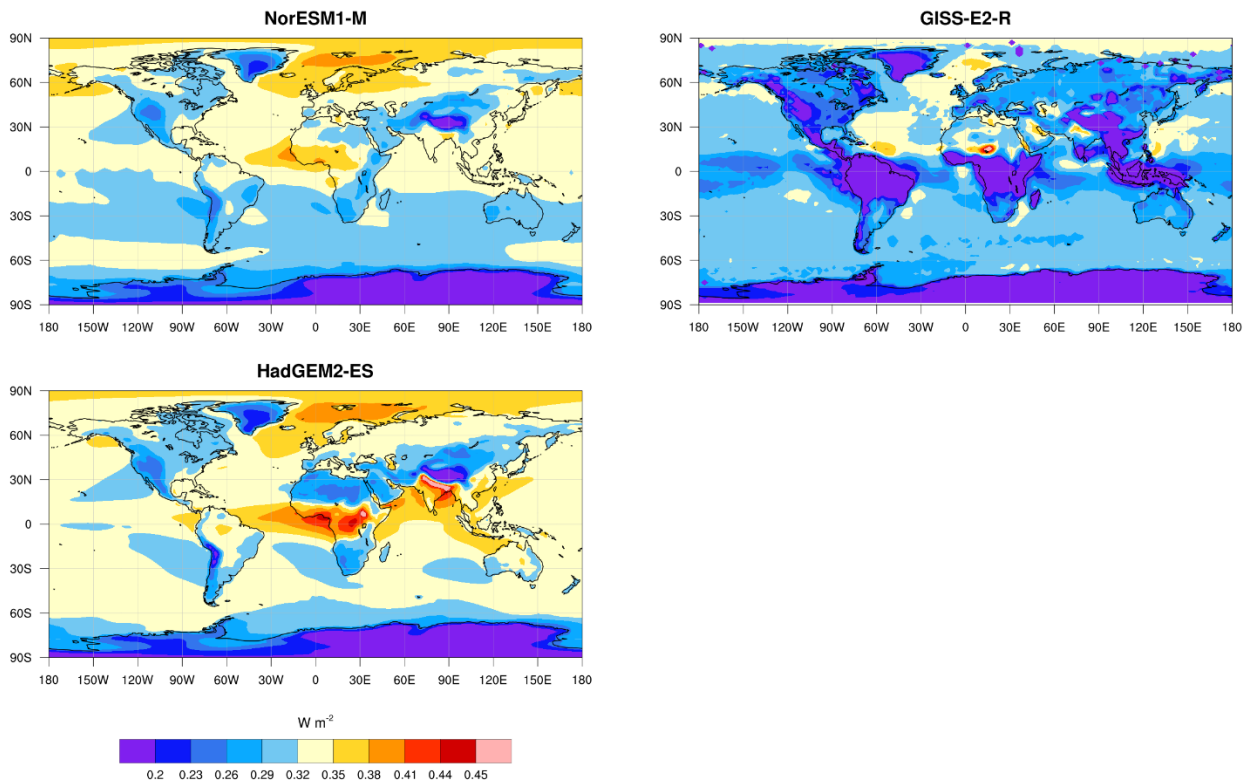 NorESM1-M
90N
60N
30N
0
30S
60S
90S
180 150W 120W 90W 60W 30W 0 30E 60E 90E 120E 150E 180
GISS-E2-R
90N
60N
30N
0
30S
60S
90S
180 150W 120W 90W 60W 30W 0 30E 60E 90E 120E 150E 180
HadGEM2-ES
90N
60N
30N
0
30S
60S
90S
180 150W 120W 90W 60W 30W 0 30E 60E 90E 120E 150E 180
W m⁻²
0.2 0.23 0.26 0.29 0.32 0.35 0.38 0.41 0.44 0.45